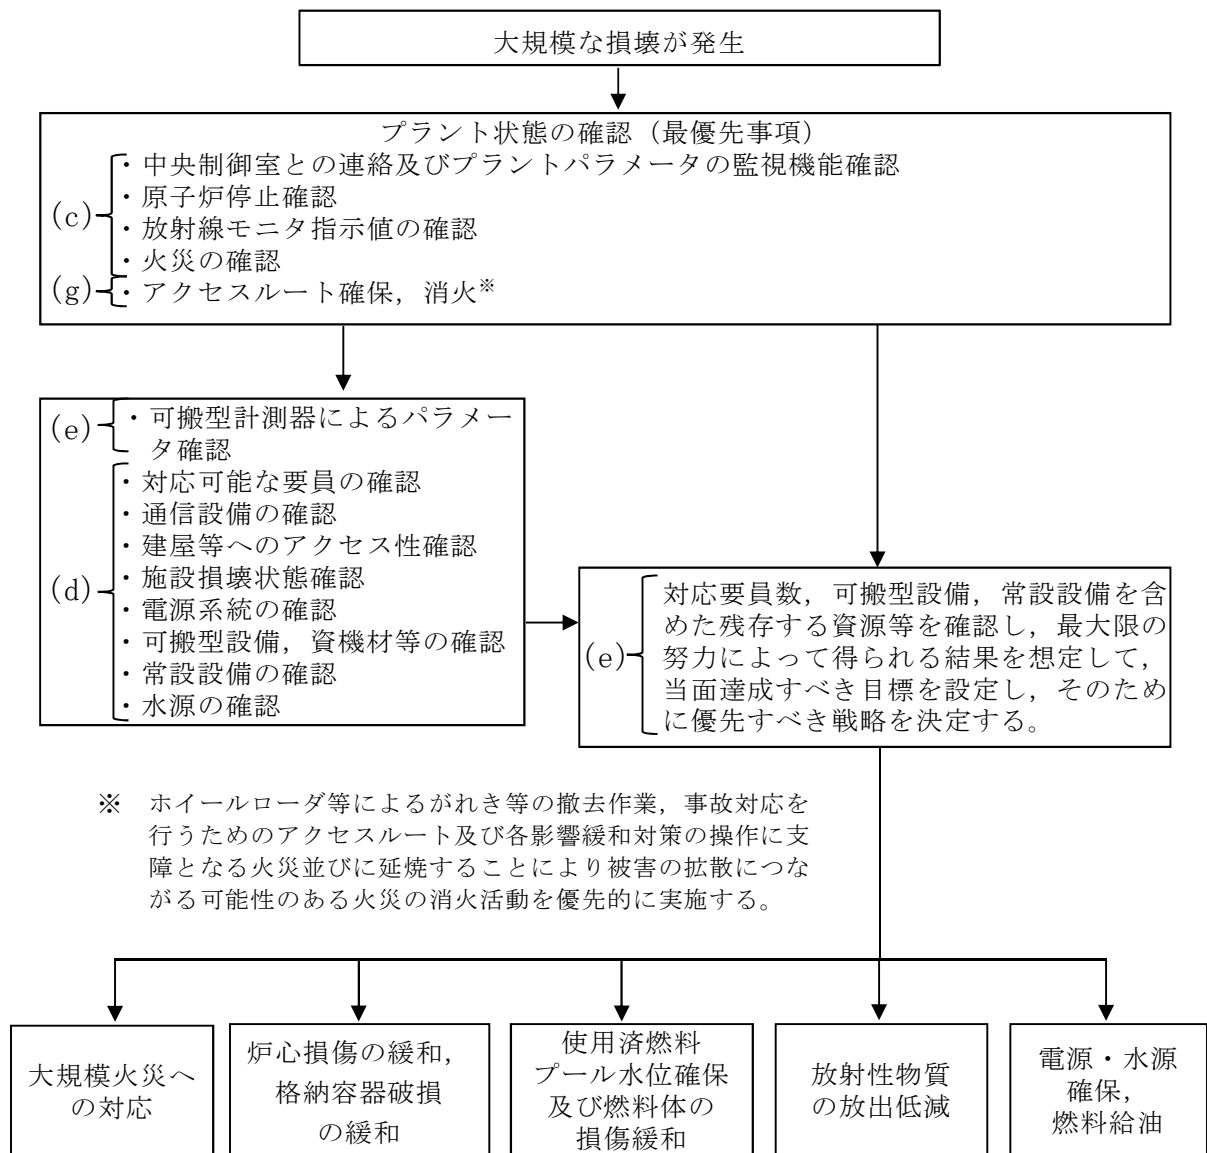 大規模な損壊が発生
プラント状態の確認（最優先事項）
・中央制御室との連絡及びプラントパラメータの監視機能確認
・原子炉停止確認
(c)
・放射線モニタ指示値の確認
・火災の確認
(g)
・アクセスルート確保，消火※
(e)
・可搬型計測器によるパラメー
タ確認
・対応可能な要員の確認
・通信設備の確認
・建屋等へのアクセス性確認
・施設損壊状態確認
(d)
・電源系統の確認
・可搬型設備，資機材等の確認
・常設設備の確認
・水源の確認
(e)
対応要員数，可搬型設備，常設設備を含
めた残存する資源等を確認し，最大限の
努力によって得られる結果を想定して，
当面達成すべき目標を設定し，そのため
に優先すべき戦略を決定する。
※　ホイールローダ等によるがれき等の撤去作業，事故対応を
行うためのアクセスルート及び各影響緩和対策の操作に支
障となる火災並びに延焼することにより被害の拡散につな
がる可能性のある火災の消火活動を優先的に実施する。
大規模火災へ
の対応
炉心損傷の緩和，
格納容器破損
の緩和
使用済燃料
プール水位確保
及び燃料体の
損傷緩和
放射性物質
の放出低減
電源・水源
確保，
燃料給油